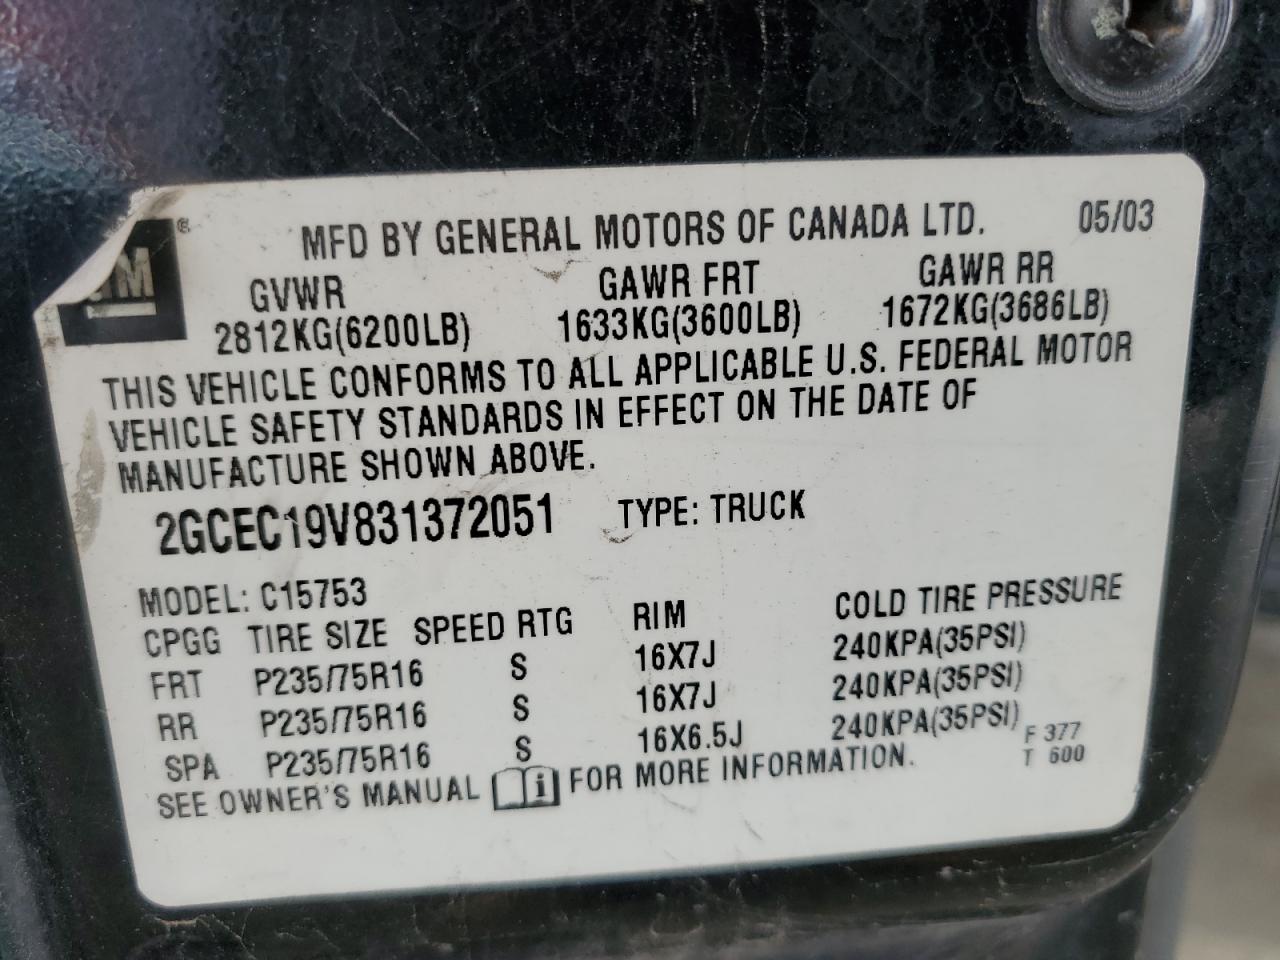 GM ®
MFD BY GENERAL MOTORS OF CANADA LTD. 05/03
GVWR GAWR FRT GAWR RR
2812KG(6200LB) 1633KG(3600LB) 1672KG(3686LB)
THIS VEHICLE CONFORMS TO ALL APPLICABLE U.S. FEDERAL MOTOR
VEHICLE SAFETY STANDARDS IN EFFECT ON THE DATE OF
MANUFACTURE SHOWN ABOVE.
2GCEC19V831372051 TYPE: TRUCK
MODEL: C15753
CPGG TIRE SIZE SPEED RTG RIM COLD TIRE PRESSURE
FRT P235/75R16 S 16X7J 240KPA(35PSI)
RR P235/75R16 S 16X7J 240KPA(35PSI)
SPA P235/75R16 S 16X6.5J 240KPA(35PSI)
SEE OWNER'S MANUAL i FOR MORE INFORMATION.
F 377
T 600